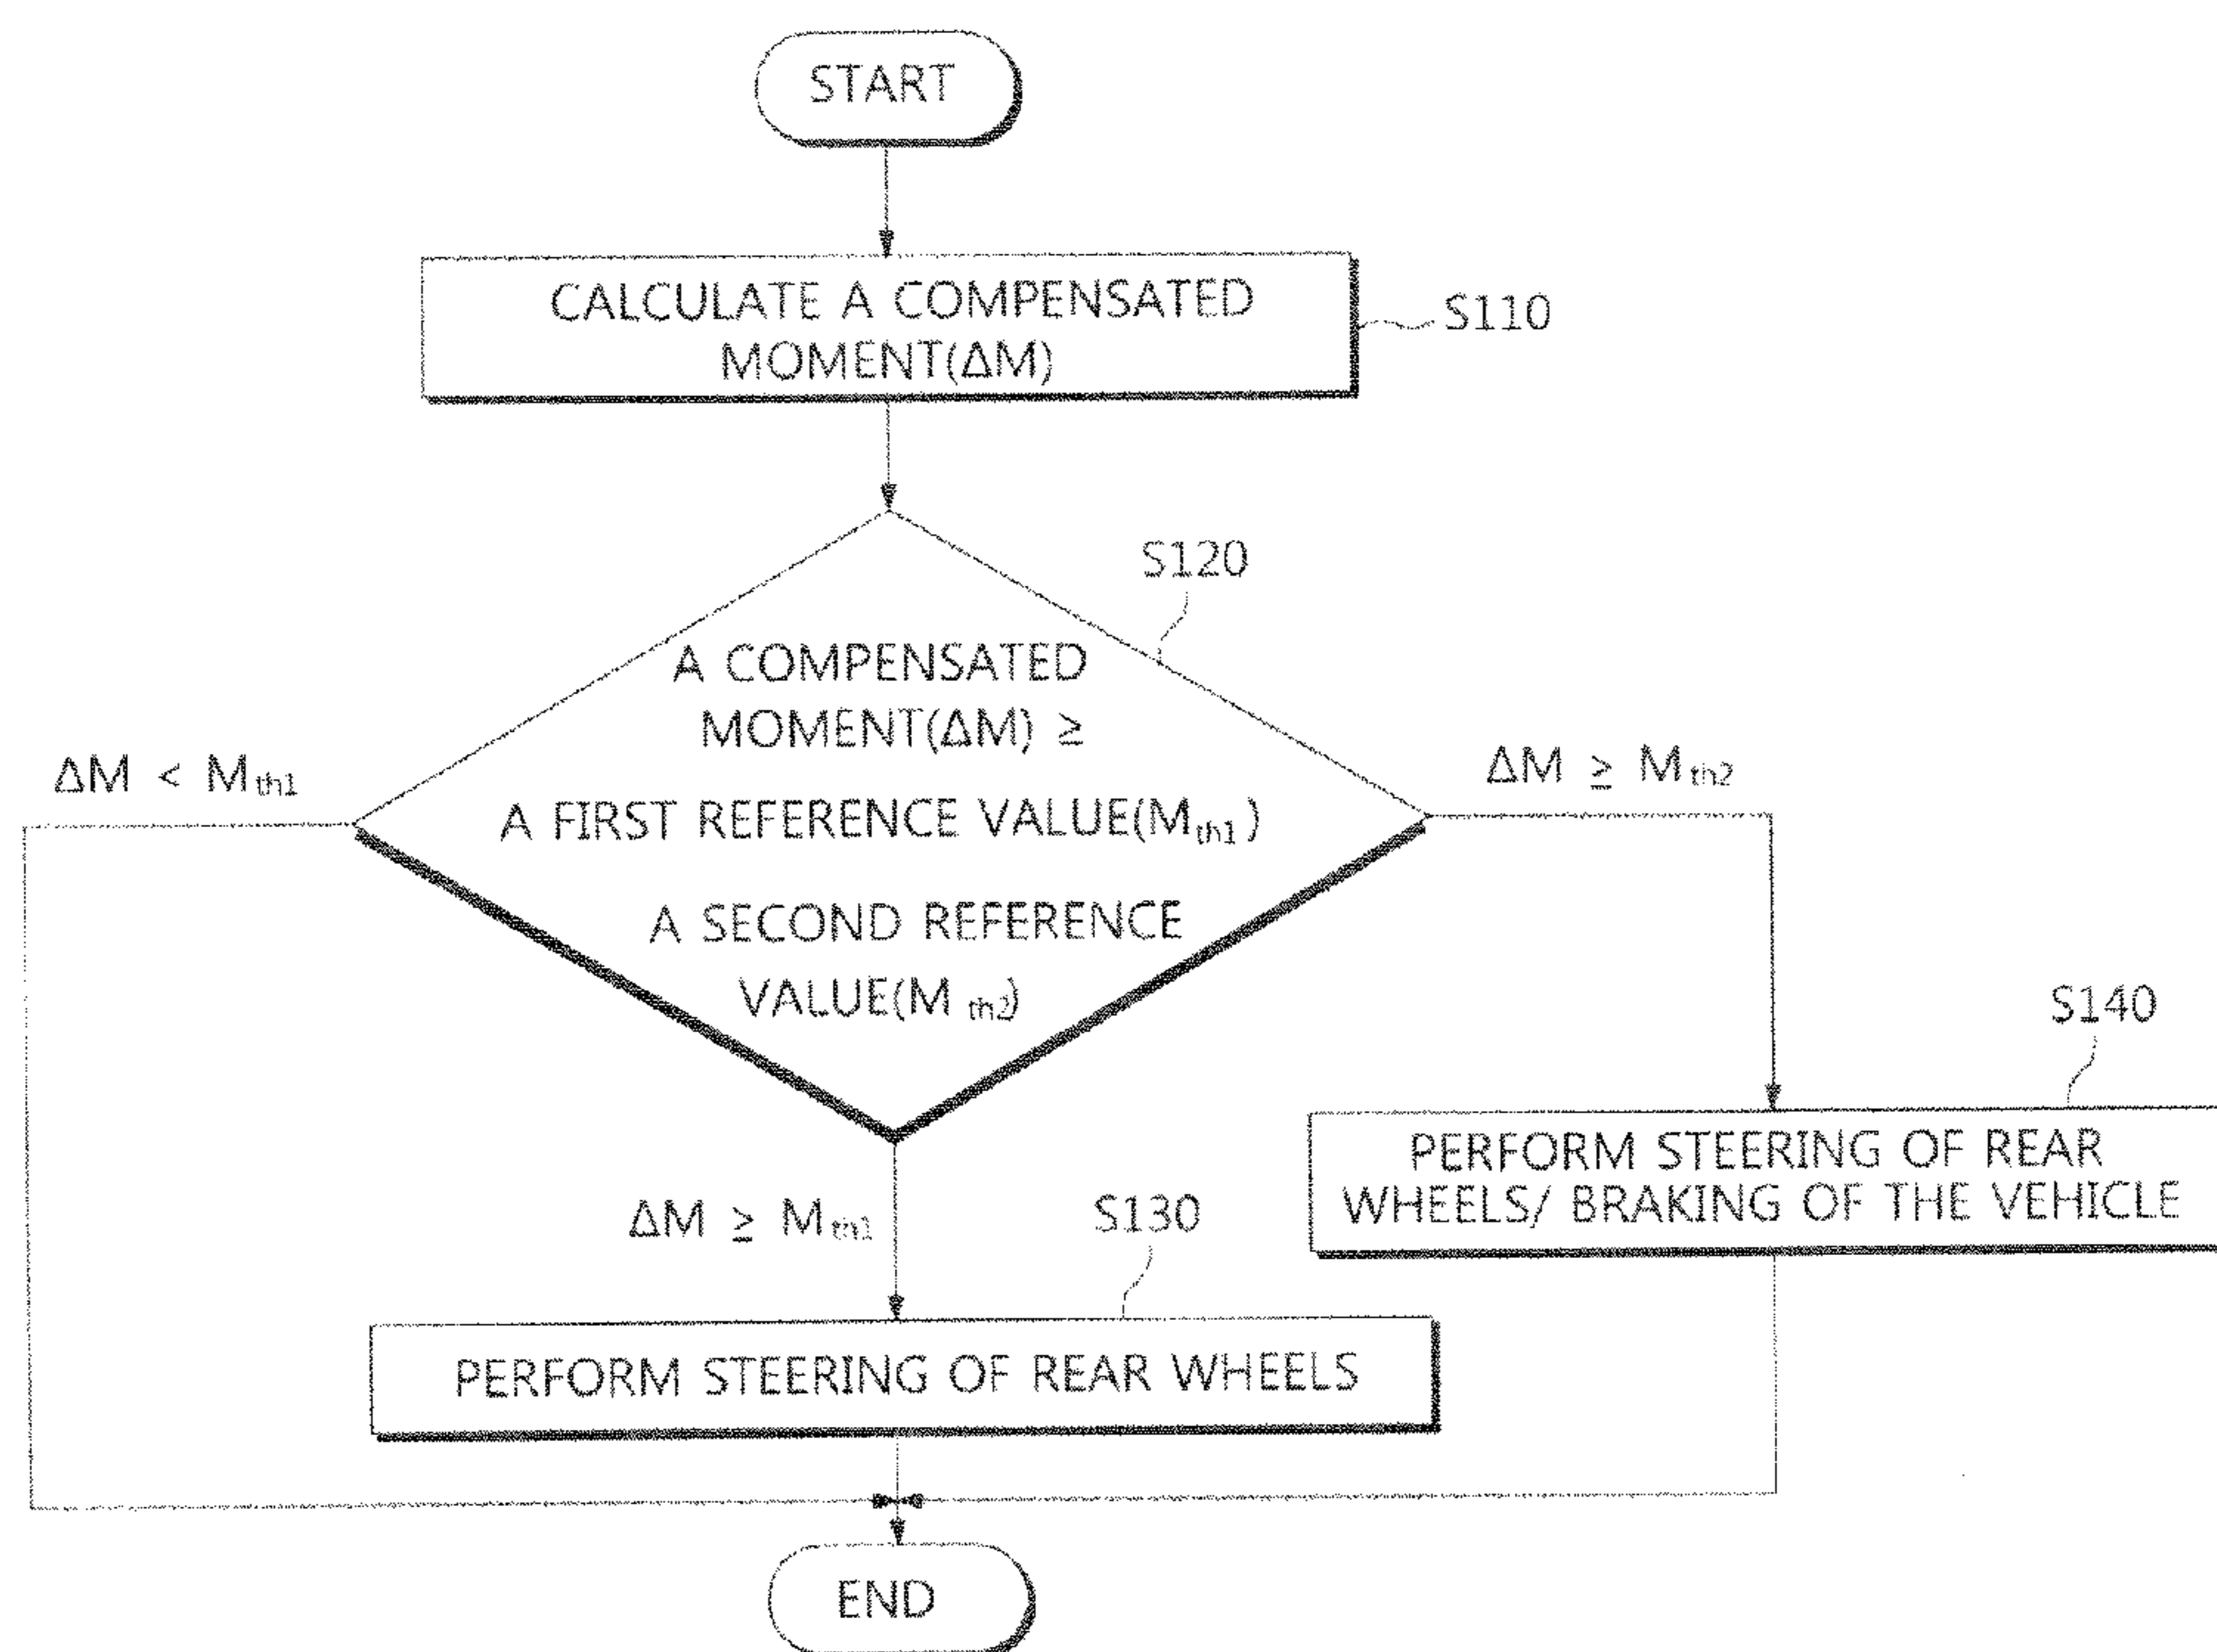 START
CALCULATE A COMPENSATED
MOMENT(ΔM)
S110
S120
A COMPENSATED
MOMENT(ΔM) ≥
A FIRST REFERENCE VALUE(Mth1)
A SECOND REFERENCE
VALUE(M th2)
ΔM < Mth1
ΔM ≥ Mth2
S140
PERFORM STEERING OF REAR
WHEELS/ BRAKING OF THE VEHICLE
ΔM ≥ Mth1
S130
PERFORM STEERING OF REAR WHEELS
END